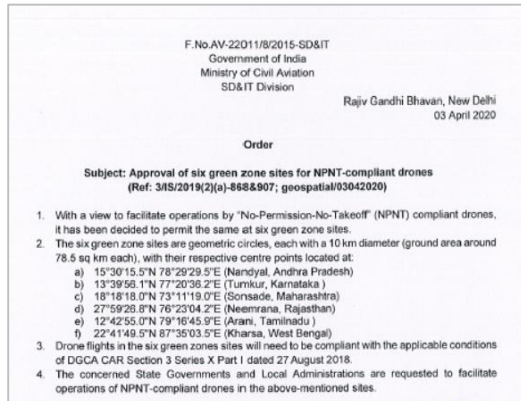 F.No.AV-22011/8/2015-SD&IT
Government of India
Ministry of Civil Aviation
SD&IT Division
Rajiv Gandhi Bhavan, New Delhi
03 April 2020
Order
Subject: Approval of six green zone sites for NPNT-compliant drones
(Ref: 3/IS/2019(2)(a)-868&907; geospatial/03042020)
1. With a view to facilitate operations by "No-Permission-No-Takeoff" (NPNT) compliant drones,
it has been decided to permit the same at six green zone sites.
2. The six green zone sites are geometric circles, each with a 10 km diameter (ground area around
78.5 sq km each), with their respective centre points located at:
a) 15°30'15.5"N 78°29'29.5"E (Nandyal, Andhra Pradesh)
b) 13°39'56.1"N 77°20'36.2"E (Tumkur, Karnataka )
c) 18°18'18.0"N 73°11'19.0"E (Sonsade, Maharashtra)
d) 27°59'26.8"N 76°23'04.2"E (Neemrana, Rajasthan)
e) 12°42'55.0"N 79°16'45.9"E (Arani, Tamilnadu )
f) 22°41'49.5"N 87°35'03.5"E (Kharsa, West Bengal)
3. Drone flights in the six green zones sites will need to be compliant with the applicable conditions
of DGCA CAR Section 3 Series X Part I dated 27 August 2018.
4. The concerned State Governments and Local Administrations are requested to facilitate
operations of NPNT-compliant drones in the above-mentioned sites.